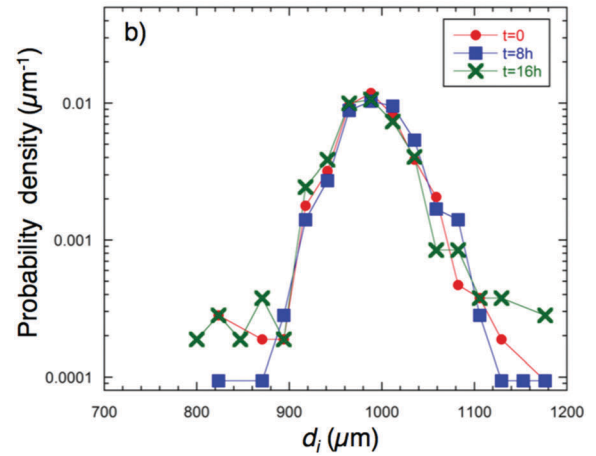 b)
t=0
t=8h
t=16h
0.01
0.001
0.0001
Probability density (μm⁻¹)
700 800 900 1000 1100 1200
dᵢ (μm)